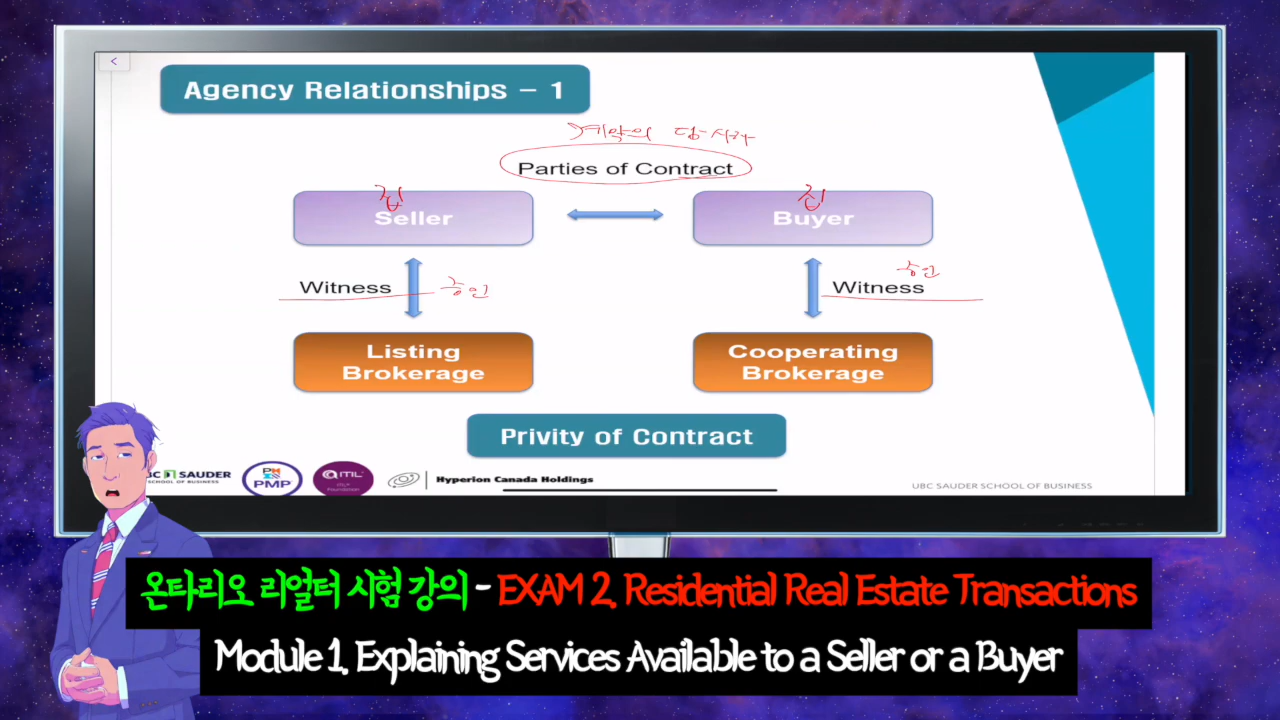 <
Agency Relationships - 1
계약의 당사자
Parties of Contract
집
집
Seller
Buyer
증인
Witness
증인
Witness
Listing
Brokerage
Cooperating
Brokerage
Privity of Contract
BC SAUDER
SCHOOL OF BUSINESS
PMP
ITIL
Foundation
Hyperion Canada Holdings
UBC SAUDER SCHOOL OF BUSINESS
온타리오 리얼터 시험 강의 - EXAM 2. Residential Real Estate Transactions
Module 1. Explaining Services Available to a Seller or a Buyer